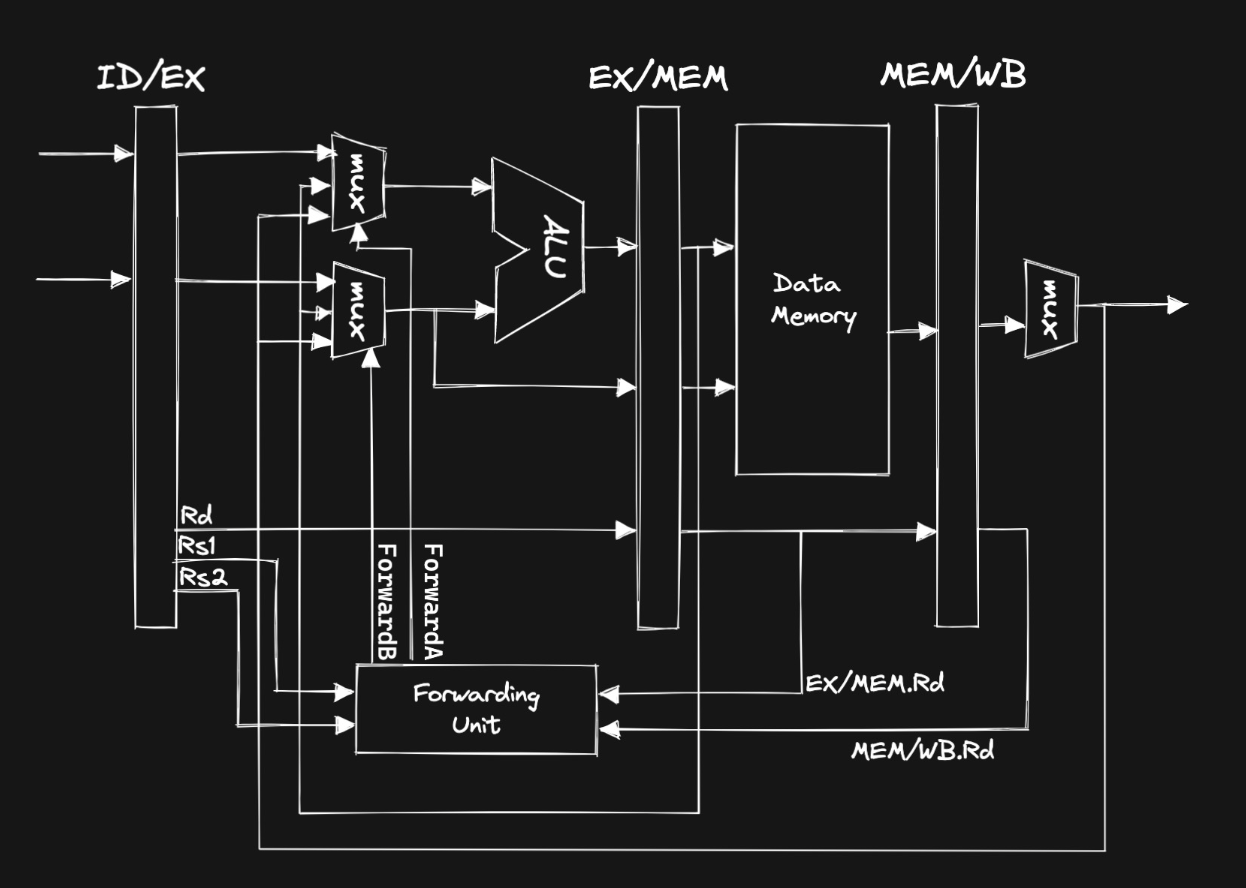 ID/EX
EX/MEM
MEM/WB
mux
ALU
mux
Data
Memory
mux
Rd
Rs1
Rs2
ForwardB
ForwardA
Forwarding
Unit
EX/MEM.Rd
MEM/WB.Rd